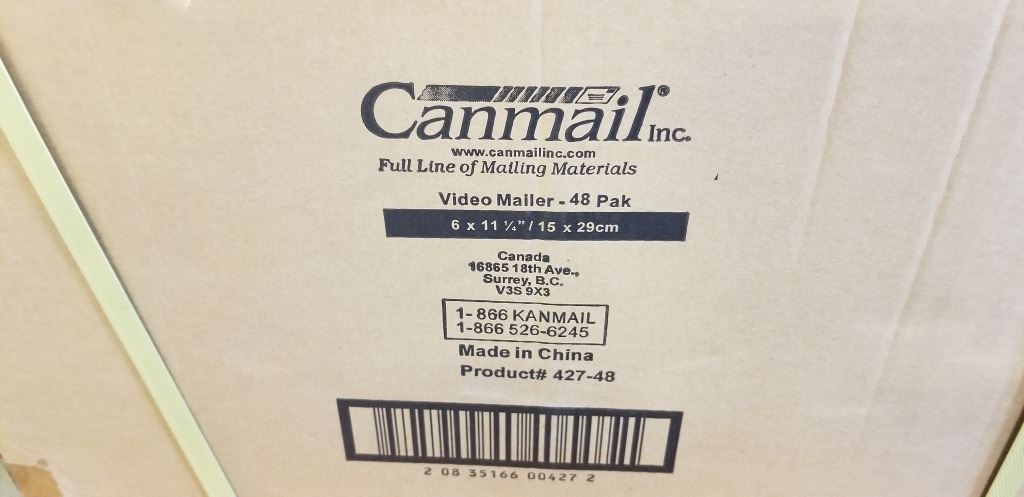 Canmail® Inc.
www.canmailinc.com
Full Line of Mailing Materials
Video Mailer - 48 Pak
6 x 11 ¼" / 15 x 29cm
Canada
16865 18th Ave.,
Surrey, B.C.
V3S 9X3
1- 866 KANMAIL
1-866 526-6245
Made in China
Product# 427-48
2 08 35166 00427 2